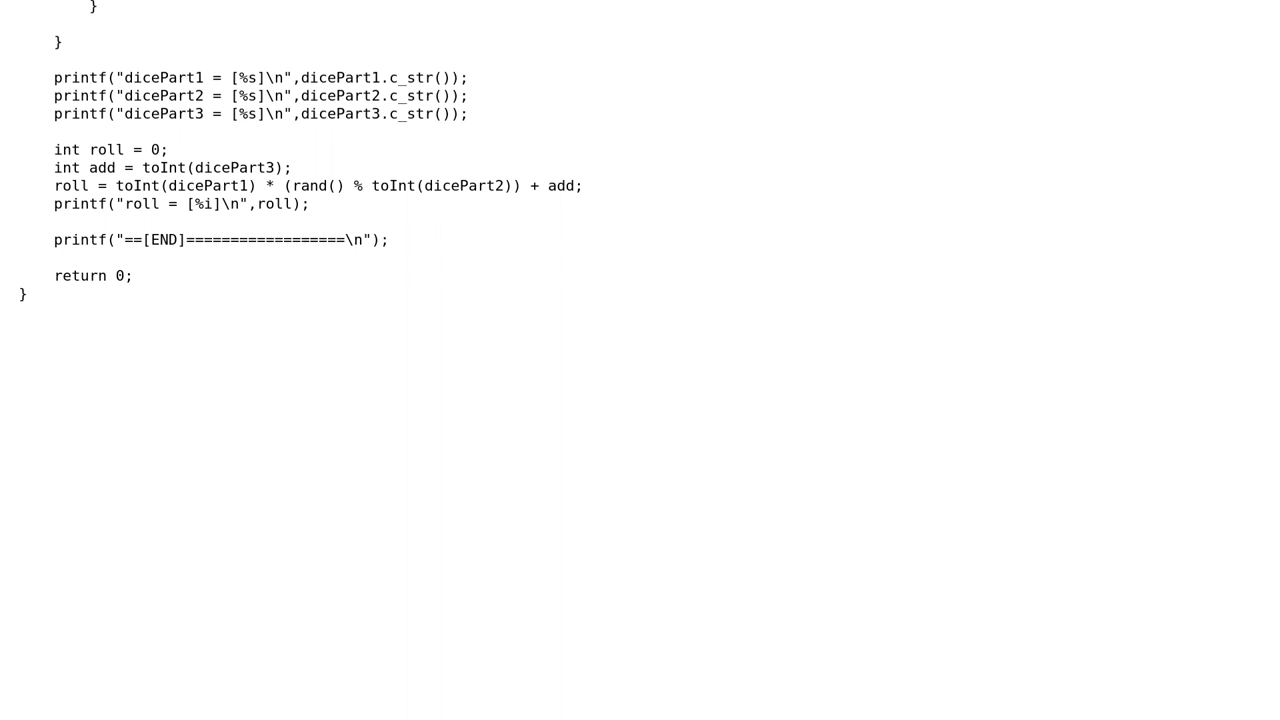 }
}
printf("dicePart1 = [%s]\n",dicePart1.c_str());
printf("dicePart2 = [%s]\n",dicePart2.c_str());
printf("dicePart3 = [%s]\n",dicePart3.c_str());
int roll = 0;
int add = toInt(dicePart3);
roll = toInt(dicePart1) * (rand() % toInt(dicePart2)) + add;
printf("roll = [%i]\n",roll);
printf("==[END]==================\n");
return 0;
}